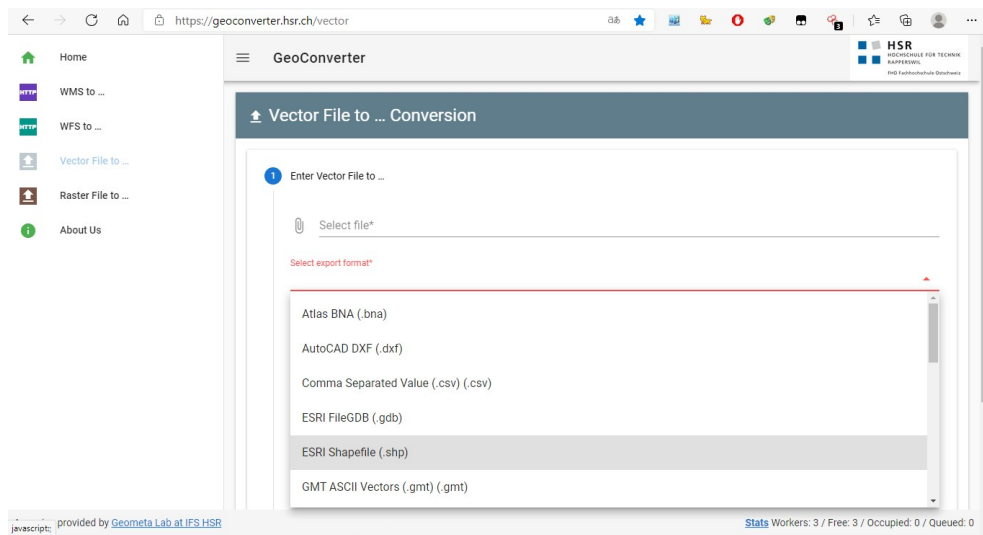 https://geoconverter.hsr.ch/vector
Home
WMS to ...
WFS to ...
Vector File to ...
Raster File to ...
About Us
GeoConverter
HSR
HOCHSCHULE FÜR TECHNIK
RAPPERSWIL
FHO Fachhochschule Ostschweiz
Vector File to ... Conversion
1 Enter Vector File to ...
Select file*
Select export format*
Atlas BNA (.bna)
AutoCAD DXF (.dxf)
Comma Separated Value (.csv) (.csv)
ESRI FileGDB (.gdb)
ESRI Shapefile (.shp)
GMT ASCII Vectors (.gmt) (.gmt)
provided by Geometa Lab at IFS HSR
javascript:;
Stats Workers: 3 / Free: 3 / Occupied: 0 / Queued: 0